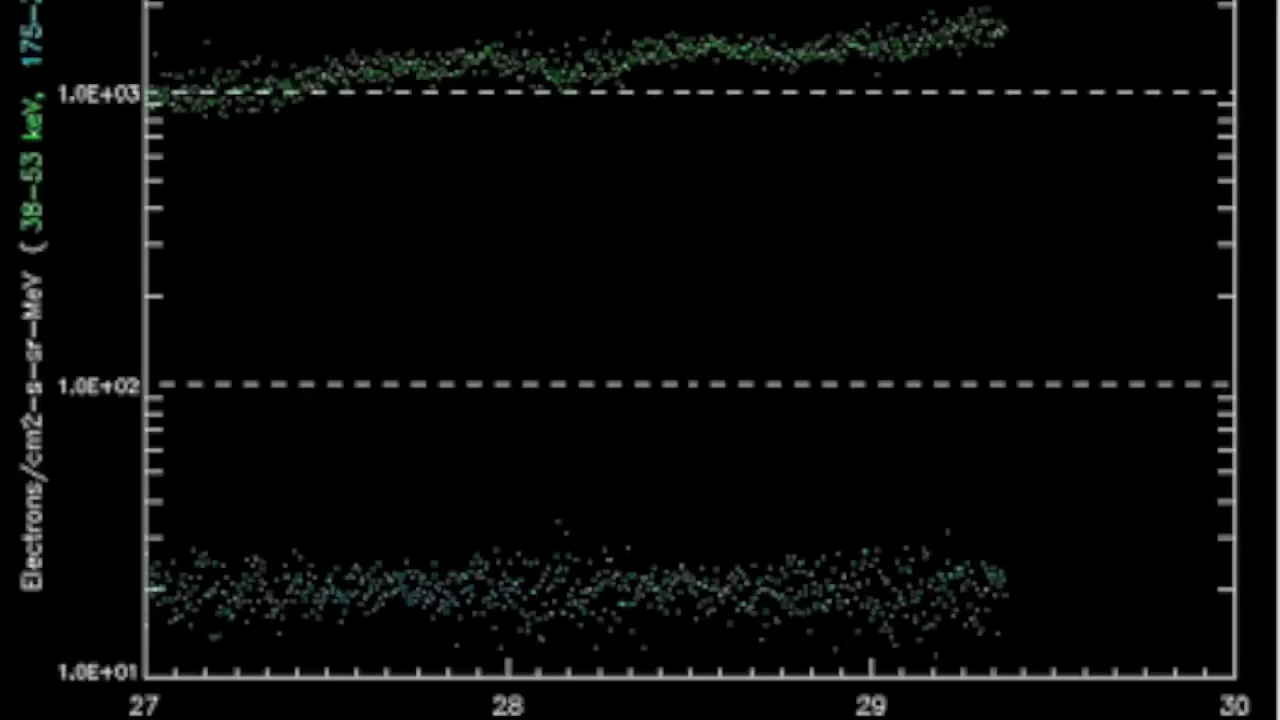 Electrons/cm2-s-sr-MeV ( 38-53 keV, 175-
1.0E+03
1.0E+02
1.0E+01
27 28 29 30